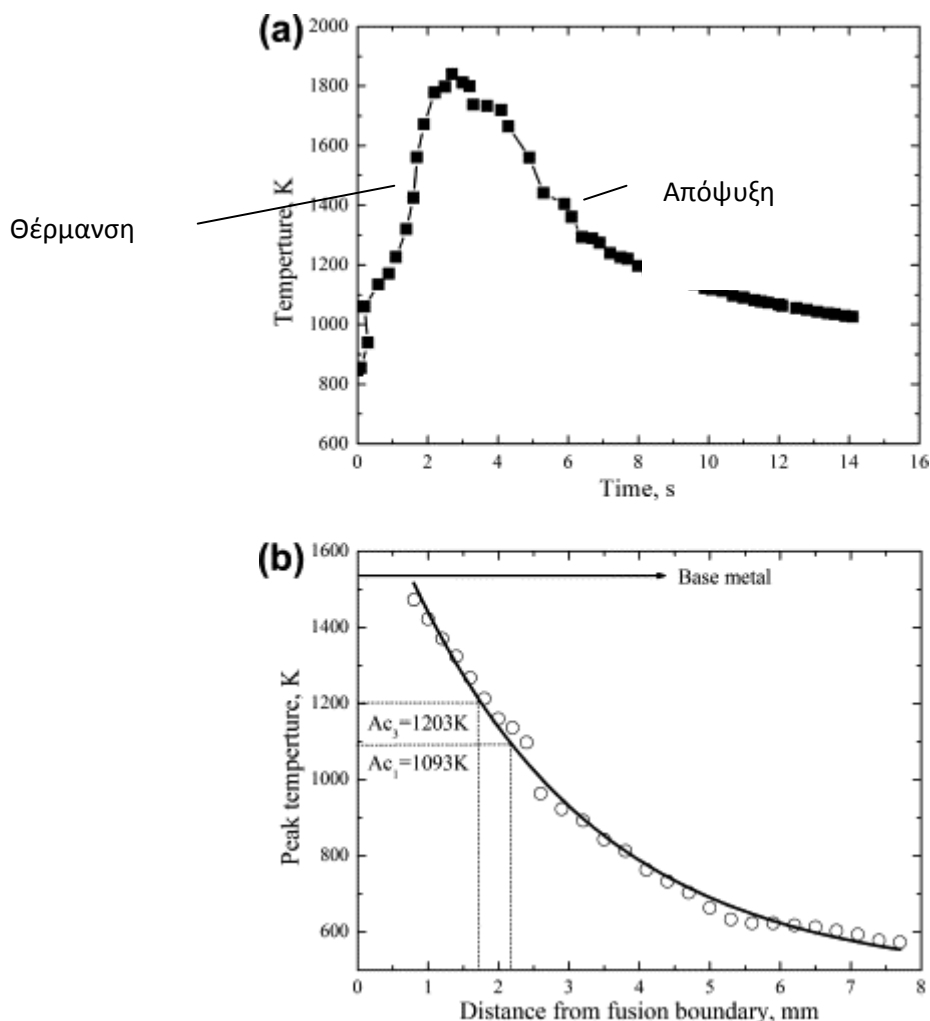 (a)
2000
1800
1600
1400
1200
1000
800
600
Temperture, K
Θέρμανση
Απόψυξη
0 2 4 6 8 10 12 14 16
Time, s
(b)
1600
1400
1200
1000
800
600
Peak temperture, K
Base metal
Ac₃=1203K
Ac₁=1093K
0 1 2 3 4 5 6 7 8
Distance from fusion boundary, mm